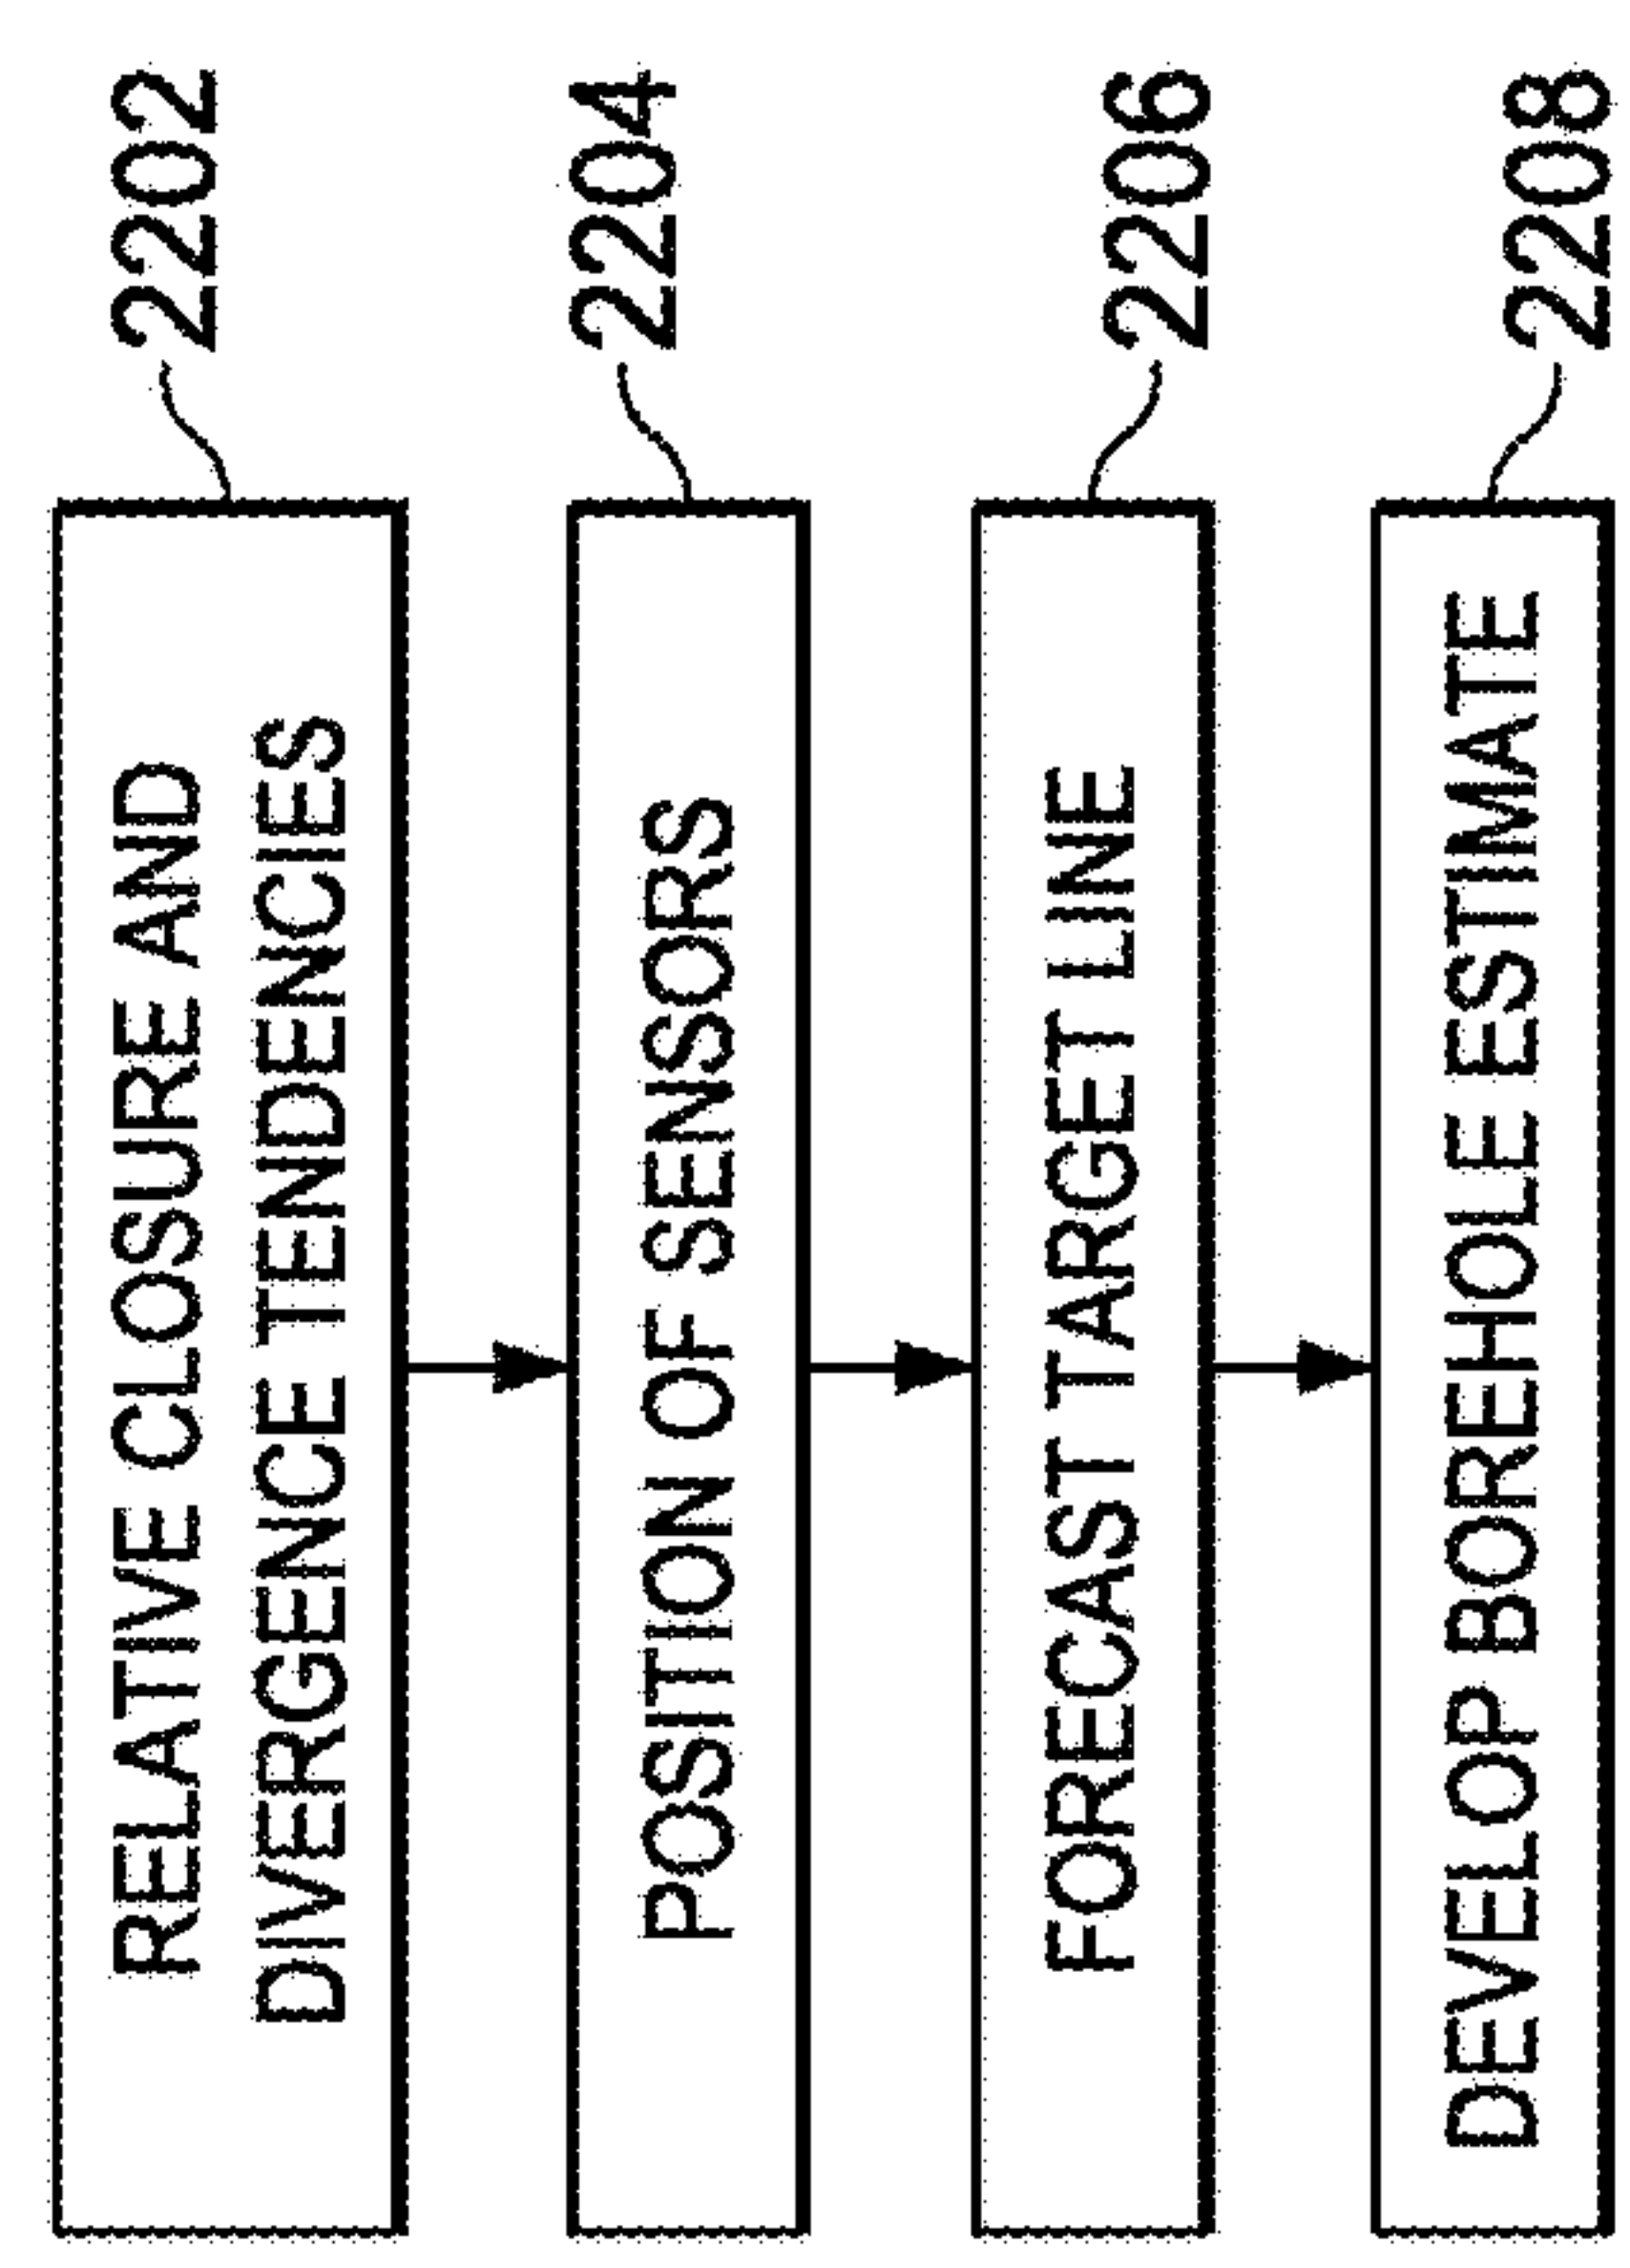 RELATIVE CLOSURE AND
DIVERGENCE TENDENCIES
2202
POSITION OF SENSORS
2204
FORECAST TARGET LINE
2206
DEVELOP BOREHOLE ESTIMATE
2208